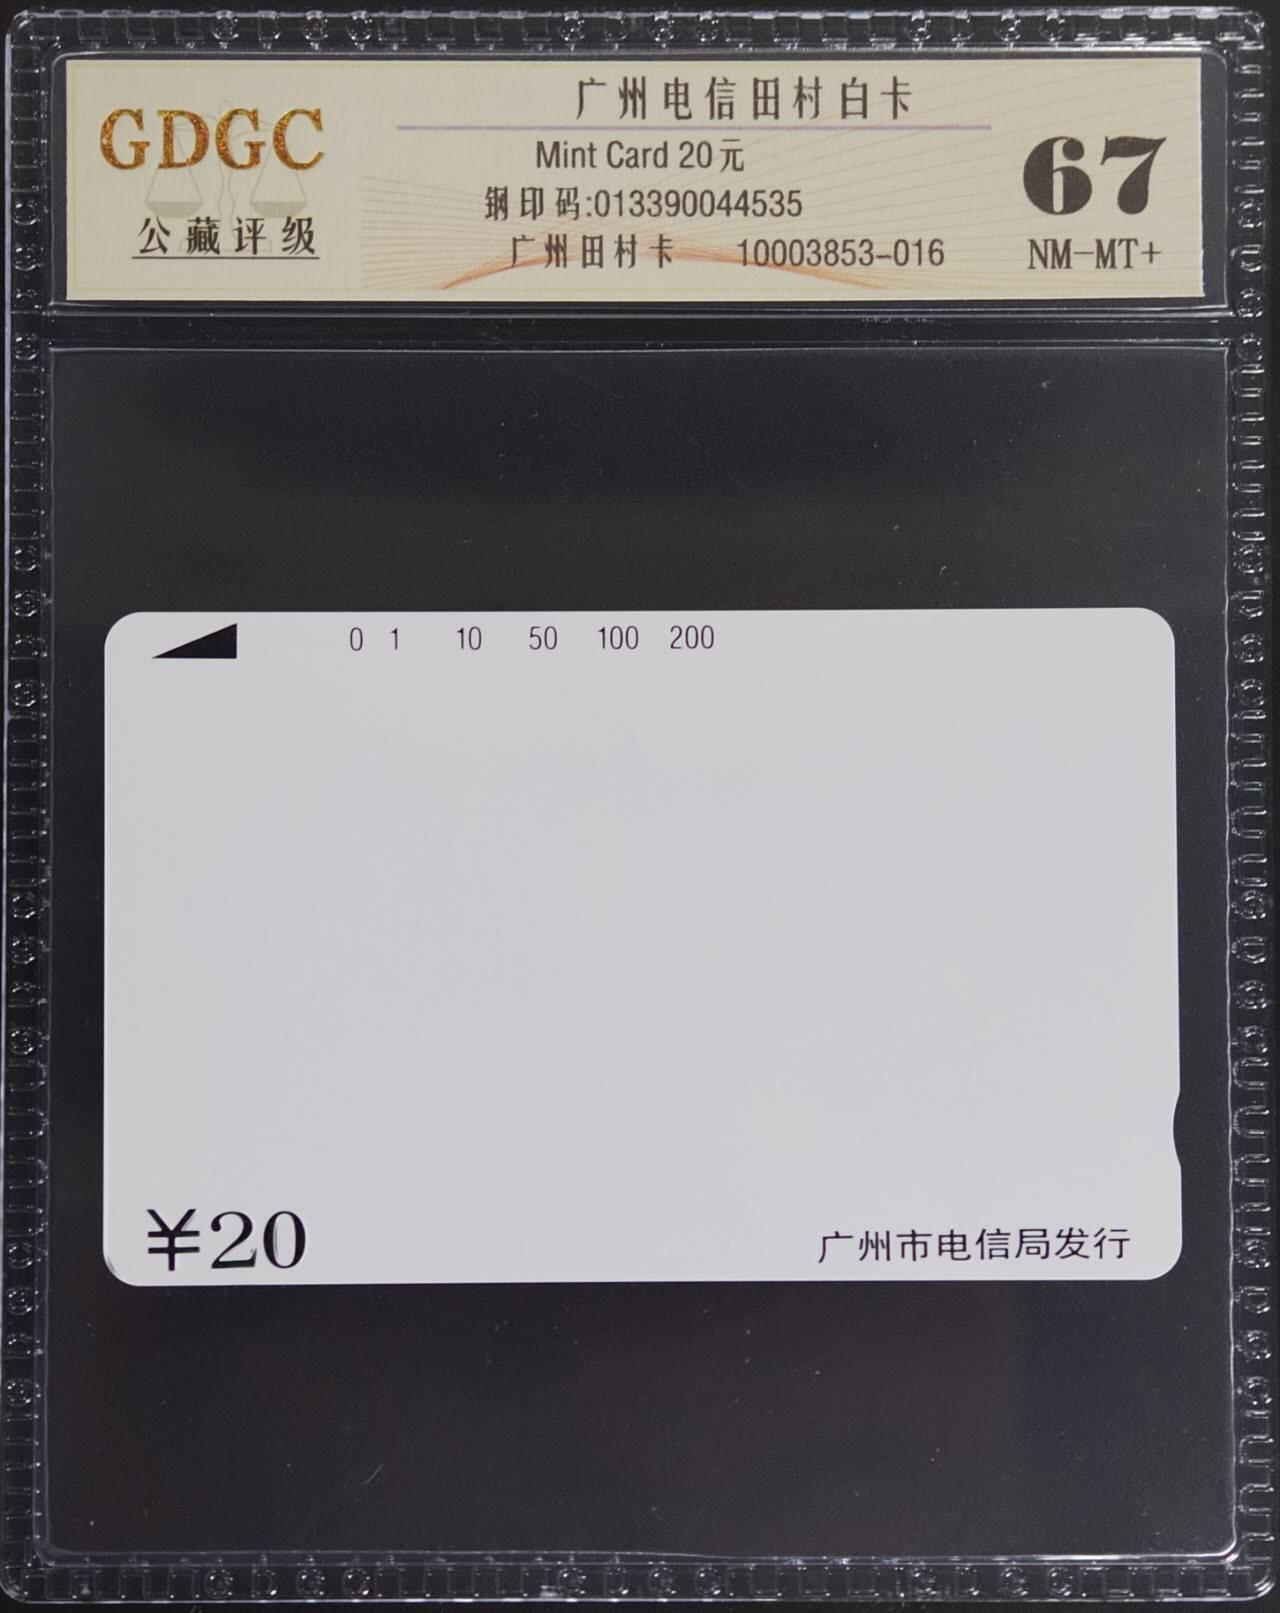 GDGC
公藏评级
广州电信田村白卡
Mint Card 20元
钢印码:013390044535
广州田村卡 10003853-016
67
NM-MT+
0 1 10 50 100 200
¥20
广州市电信局发行